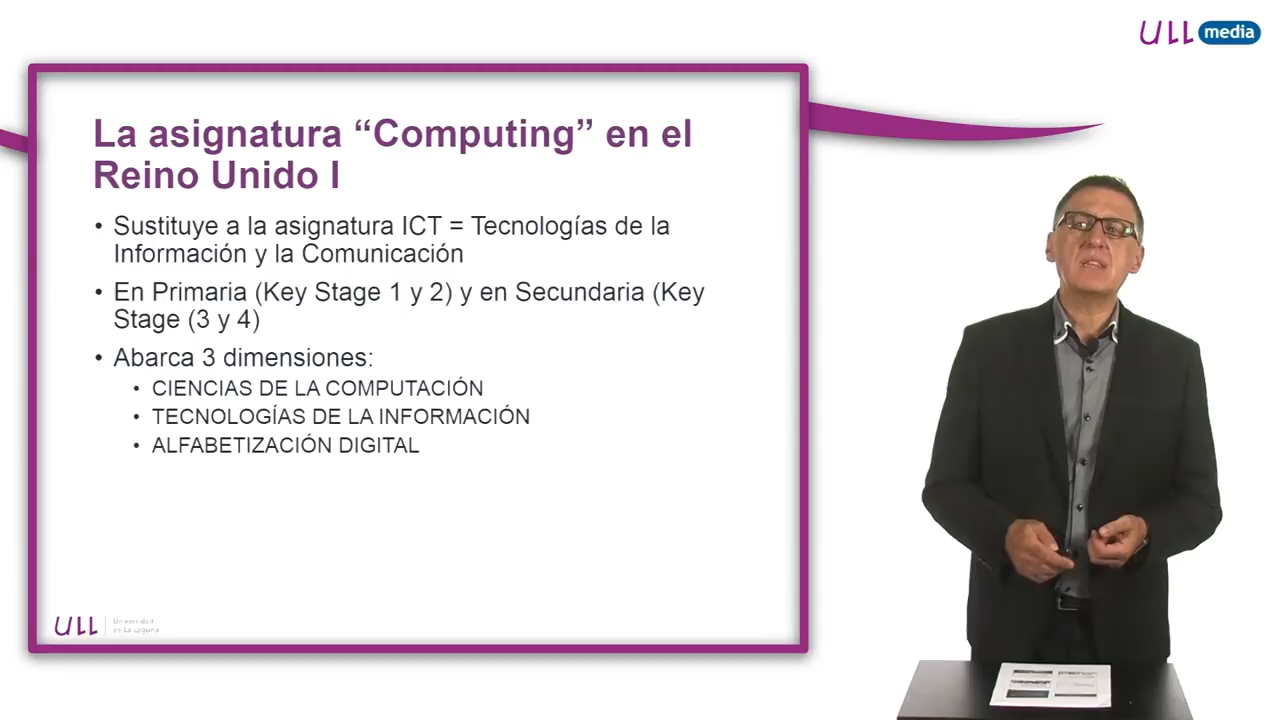 ULL media
La asignatura “Computing” en el
Reino Unido I
• Sustituye a la asignatura ICT = Tecnologías de la
Información y la Comunicación
• En Primaria (Key Stage 1 y 2) y en Secundaria (Key
Stage (3 y 4)
• Abarca 3 dimensiones:
• CIENCIAS DE LA COMPUTACIÓN
• TECNOLOGÍAS DE LA INFORMACIÓN
• ALFABETIZACIÓN DIGITAL
ULL
Universidad
de La Laguna